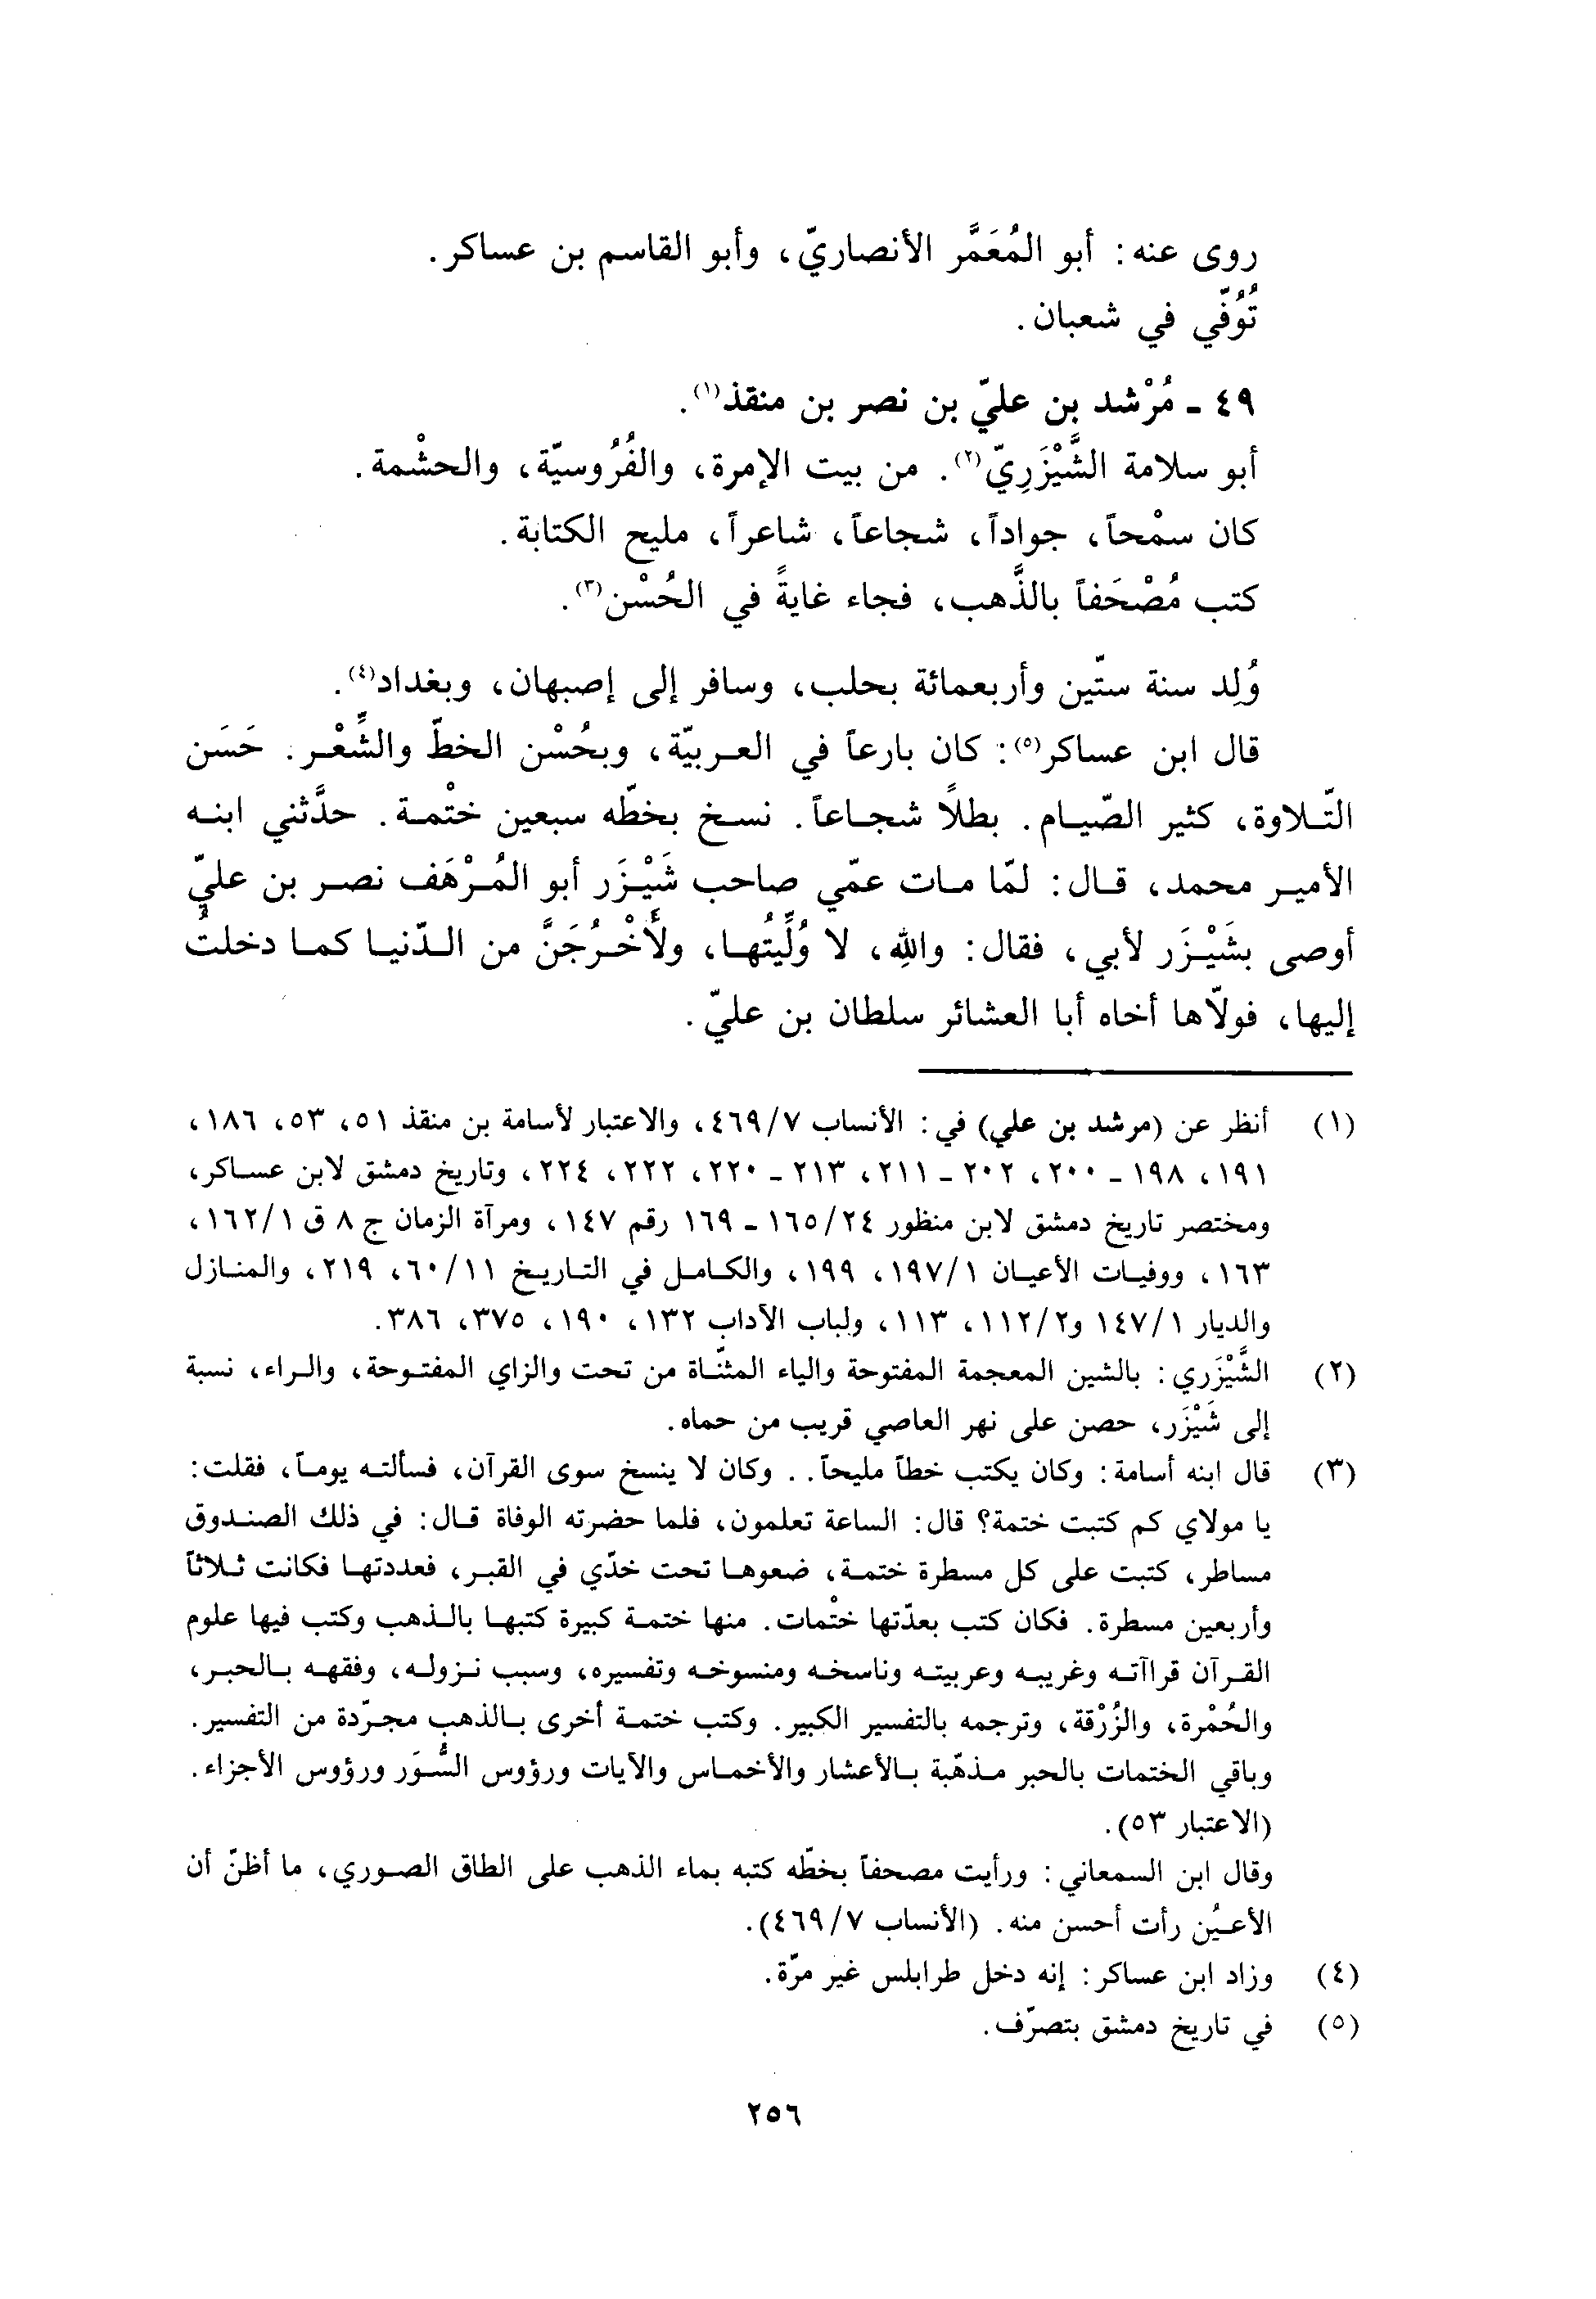 روى عنه: أبو المُعَمَّر الأنصاريّ، وأبو القاسم بن عساكر.
تُوُفّي في شعبان.
٤٩ ـ مُرْشد بن عليّ بن نصر بن منقذ(١).
أبو سلامة الشَّيْزَرِيّ(٢). من بيت الإمرة، والفُرُوسيّة، والحشْمة.
كان سمْحاً، جواداً، شجاعاً، شاعراً، مليح الكتابة.
كتب مُصْحَفاً بالذَّهب، فجاء غايةً في الحُسْن(٣).
وُلِد سنة ستّين وأربعمائة بحلب، وسافر إلى إصبهان، وبغداد(٤).
قال ابن عساكر(٥): كان بارعاً في العربيّة، وبحُسْن الخطّ والشِّعْر. حَسَن
التّلاوة، كثير الصّيام. بطلاً شجاعاً. نسخ بخطّه سبعين ختْمة. حدَّثني ابنه
الأمير محمد، قال: لمّا مات عمّي صاحب شَيْزَر أبو المُرْهَف نصر بن عليّ
أوصى بشَيْزَر لأبي، فقال: واللهِ، لا وُلِّيتُها، ولأَخْرُجَنَّ من الدّنيا كما دخلتُ
إليها، فولاّها أخاه أبا العشائر سلطان بن عليّ.
(١) أنظر عن (مرشد بن علي) في: الأنساب ٤٦٩/٧، والاعتبار لأسامة بن منقذ ٥١، ٥٣، ١٨٦،
١٩١، ١٩٨ ـ ٢٠٠، ٢٠٢ ـ ٢١١، ٢١٣ ـ ٢٢٠، ٢٢٢، ٢٢٤، وتاريخ دمشق لابن عساكر،
ومختصر تاريخ دمشق لابن منظور ١٦٥/٢٤ ـ ١٦٩ رقم ١٤٧، ومرآة الزمان ج ٨ ق ١٦٢/١،
١٦٣، ووفيات الأعيان ١٩٧/١، ١٩٩، والكامل في التاريخ ٦٠/١١، ٢١٩، والمنازل
والديار ١٤٧/١ و١١٢/٢، ١١٣، ولباب الآداب ١٣٢، ١٩٠، ٣٧٥، ٣٨٦.
(٢) الشَّيْزَري: بالشين المعجمة المفتوحة والياء المثنّاة من تحت والزاي المفتوحة، والراء، نسبة
إلى شَيْزَر، حصن على نهر العاصي قريب من حماه.
(٣) قال ابنه أسامة: وكان يكتب خطاً مليحاً.. وكان لا ينسخ سوى القرآن، فسألته يوماً، فقلت:
يا مولاي كم كتبت ختمة؟ قال: الساعة تعلمون، فلما حضرته الوفاة قال: في ذلك الصندوق
مساطر، كتبت على كل مسطرة ختمة، ضعوها تحت خدّي في القبر، فعددتها فكانت ثلاثاً
وأربعين مسطرة. فكان كتب بعدّتها ختْمات. منها ختمة كبيرة كتبها بالذهب وكتب فيها علوم
القرآن قراآته وغريبه وعربيته وناسخه ومنسوخه وتفسيره، وسبب نزوله، وفقهه بالحبر،
والحُمْرة، والزُرْقة، وترجمه بالتفسير الكبير. وكتب ختمة أخرى بالذهب مجرّدة من التفسير.
وباقي الختمات بالحبر مذهّبة بالأعشار والأخماس والآيات ورؤوس السُّوَر ورؤوس الأجزاء.
(الاعتبار ٥٣).
وقال ابن السمعاني: ورأيت مصحفاً بخطّه كتبه بماء الذهب على الطاق الصوري، ما أظنّ أن
الأعيُن رأت أحسن منه. (الأنساب ٤٦٩/٧).
(٤) وزاد ابن عساكر: إنه دخل طرابلس غير مرّة.
(٥) في تاريخ دمشق بتصرّف.
٢٥٦